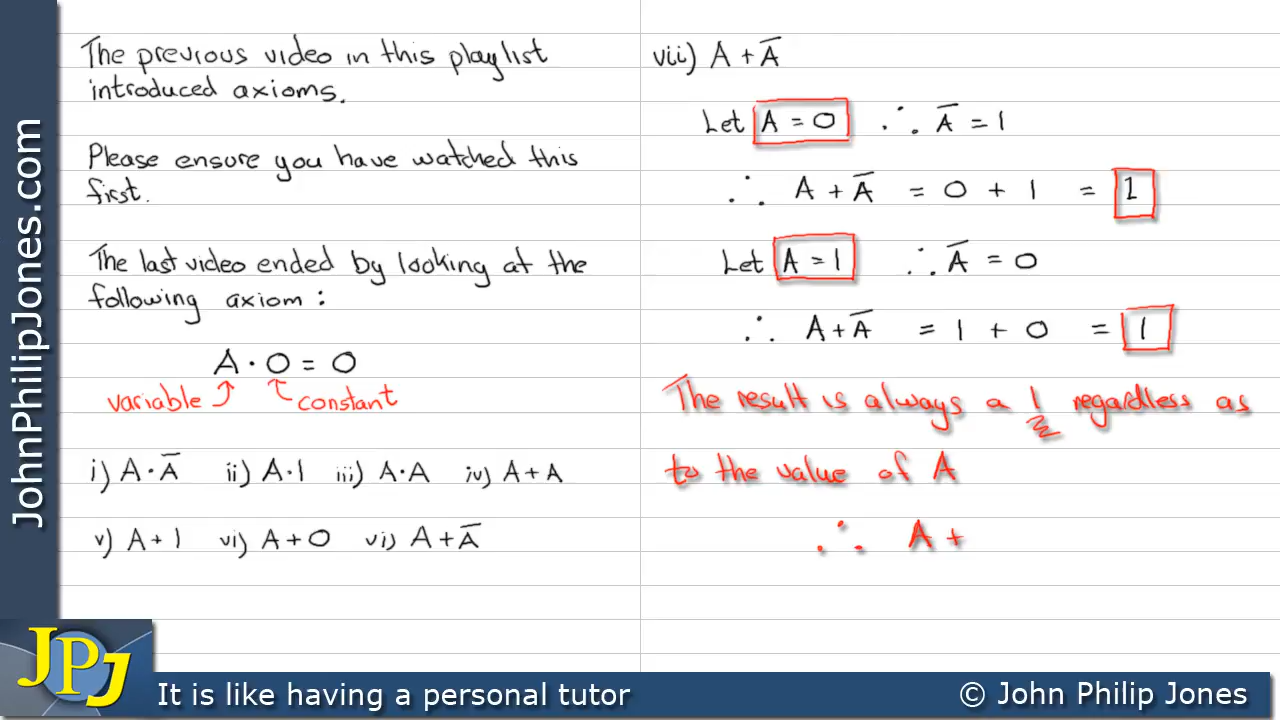 JohnPhilipJones.com
The previous video in this playlist
introduced axioms.
Please ensure you have watched this
first.
The last video ended by looking at the
following axiom :
A · 0 = 0
variable constant
i) A · A̅ ii) A · 1 iii) A · A iv) A + A
v) A + 1 vi) A + 0 vii) A + A̅
vii) A + A̅
Let A = 0 ∴ A̅ = 1
∴ A + A̅ = 0 + 1 = 1
Let A = 1 ∴ A̅ = 0
∴ A + A̅ = 1 + 0 = 1
The result is always a 1 regardless as
to the value of A
∴ A +
JPJ It is like having a personal tutor © John Philip Jones